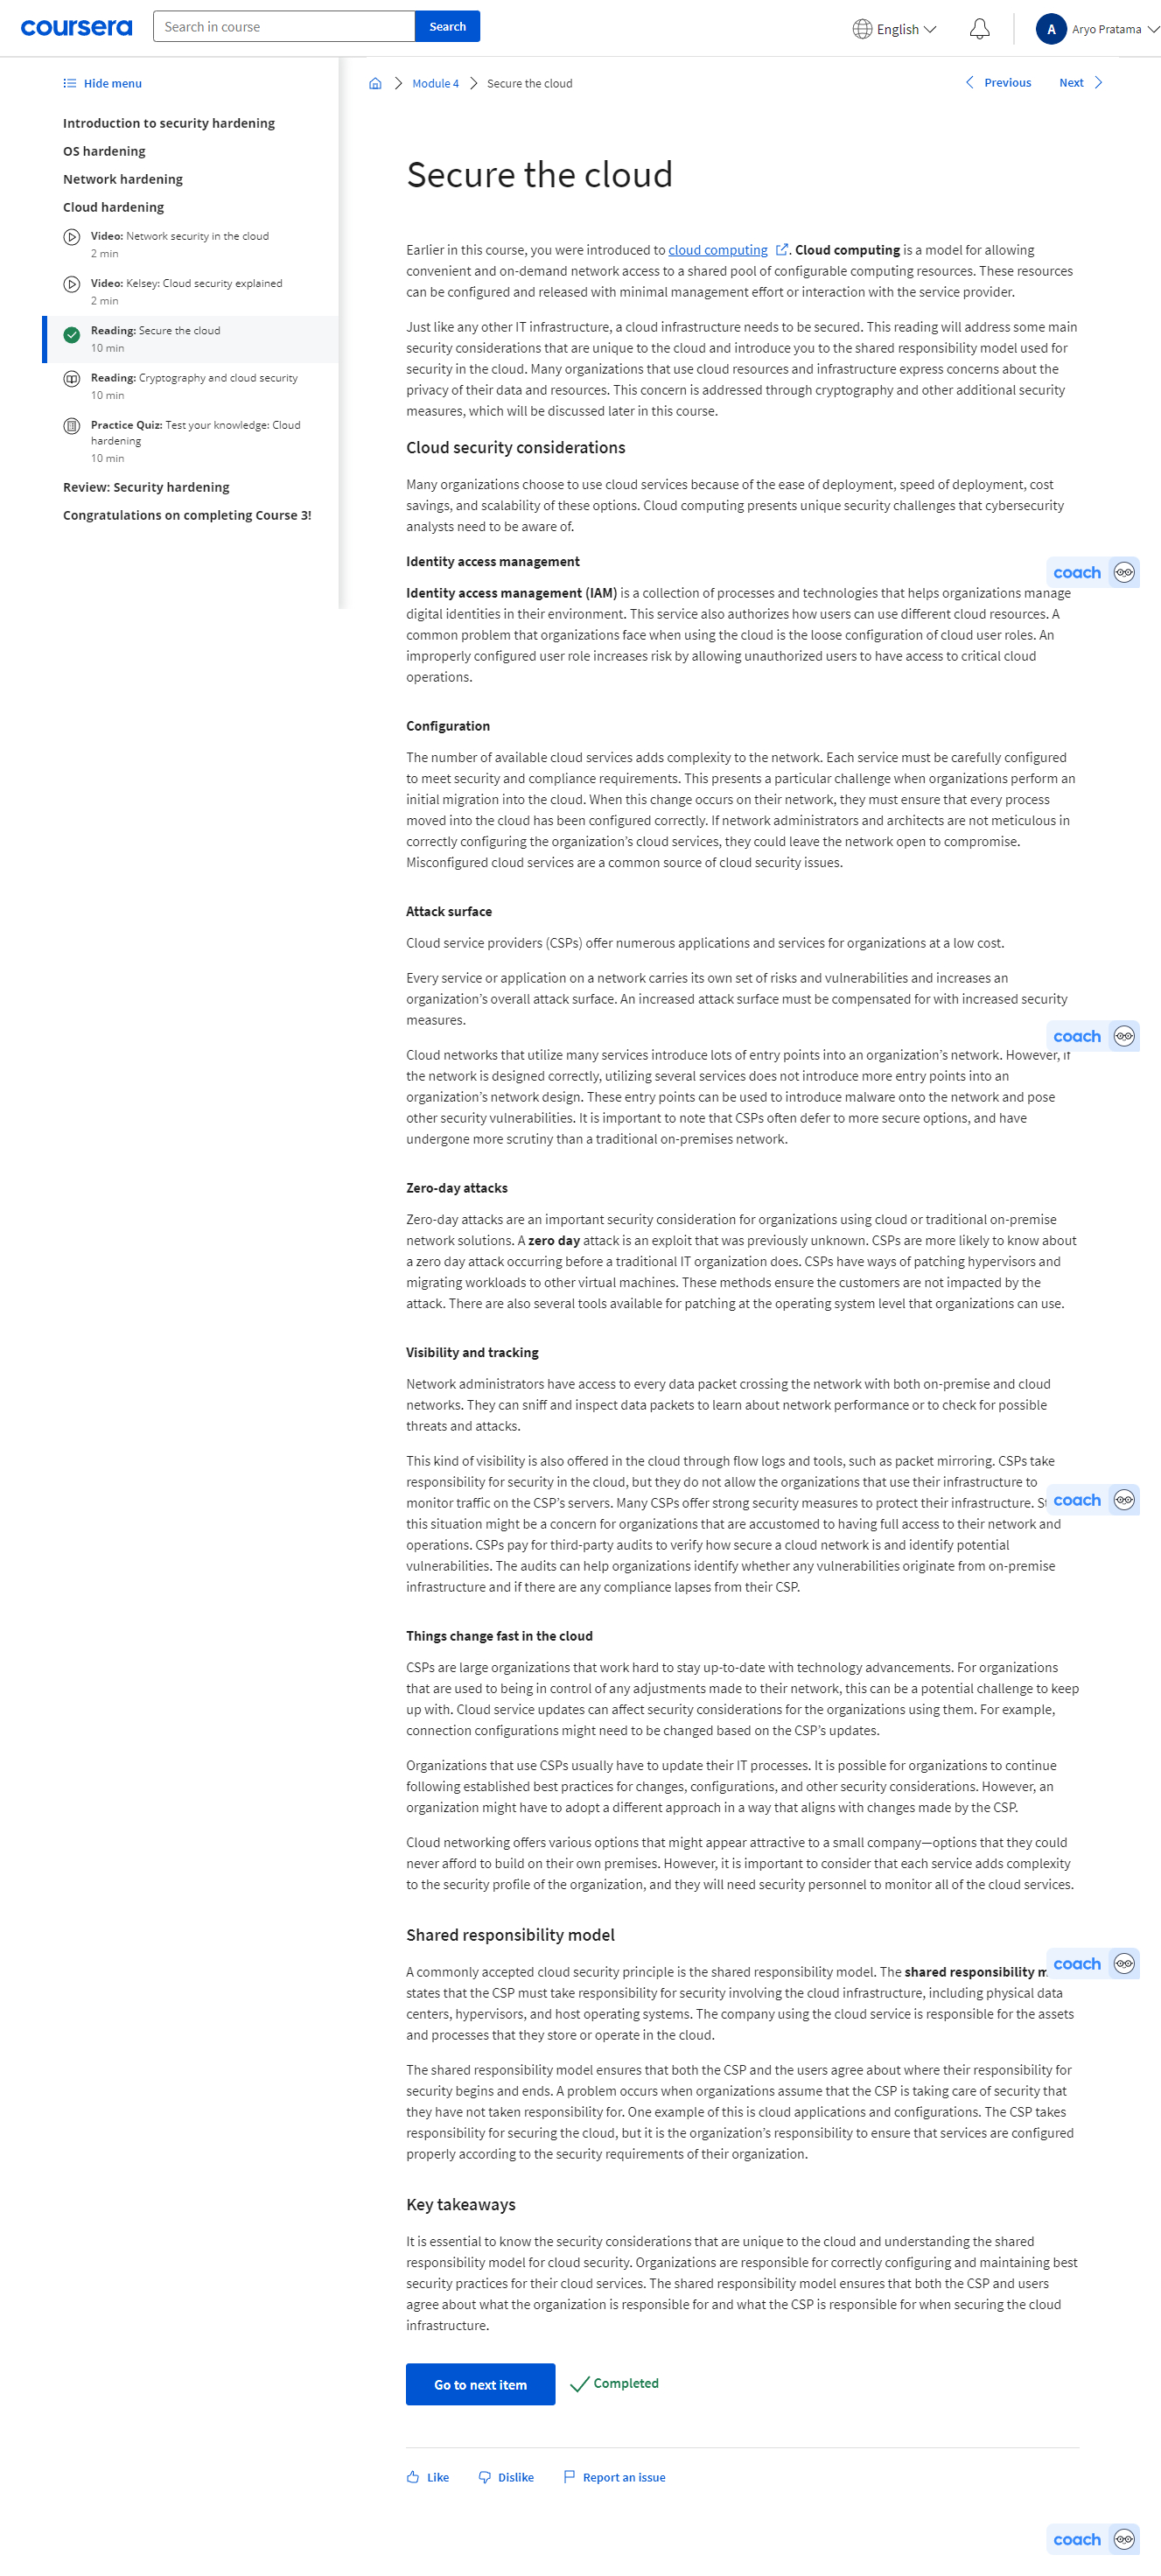 coursera
Search in course
Search
English
A
Aryo Pratama
Hide menu
Introduction to security hardening
OS hardening
Network hardening
Cloud hardening
Video: Network security in the cloud
2 min
Video: Kelsey: Cloud security explained
2 min
Reading: Secure the cloud
10 min
Reading: Cryptography and cloud security
10 min
Practice Quiz: Test your knowledge: Cloud
hardening
10 min
Review: Security hardening
Congratulations on completing Course 3!
Module 4
Secure the cloud
Previous
Next
Secure the cloud
Earlier in this course, you were introduced to cloud computing. Cloud computing is a model for allowing
convenient and on-demand network access to a shared pool of configurable computing resources. These resources
can be configured and released with minimal management effort or interaction with the service provider.
Just like any other IT infrastructure, a cloud infrastructure needs to be secured. This reading will address some main
security considerations that are unique to the cloud and introduce you to the shared responsibility model used for
security in the cloud. Many organizations that use cloud resources and infrastructure express concerns about the
privacy of their data and resources. This concern is addressed through cryptography and other additional security
measures, which will be discussed later in this course.
Cloud security considerations
Many organizations choose to use cloud services because of the ease of deployment, speed of deployment, cost
savings, and scalability of these options. Cloud computing presents unique security challenges that cybersecurity
analysts need to be aware of.
Identity access management
coach
Identity access management (IAM) is a collection of processes and technologies that helps organizations manage
digital identities in their environment. This service also authorizes how users can use different cloud resources. A
common problem that organizations face when using the cloud is the loose configuration of cloud user roles. An
improperly configured user role increases risk by allowing unauthorized users to have access to critical cloud
operations.
Configuration
The number of available cloud services adds complexity to the network. Each service must be carefully configured
to meet security and compliance requirements. This presents a particular challenge when organizations perform an
initial migration into the cloud. When this change occurs on their network, they must ensure that every process
moved into the cloud has been configured correctly. If network administrators and architects are not meticulous in
correctly configuring the organization's cloud services, they could leave the network open to compromise.
Misconfigured cloud services are a common source of cloud security issues.
Attack surface
Cloud service providers (CSPs) offer numerous applications and services for organizations at a low cost.
Every service or application on a network carries its own set of risks and vulnerabilities and increases an
organization's overall attack surface. An increased attack surface must be compensated for with increased security
measures.
coach
Cloud networks that utilize many services introduce lots of entry points into an organization's network. However, if
the network is designed correctly, utilizing several services does not introduce more entry points into an
organization's network design. These entry points can be used to introduce malware onto the network and pose
other security vulnerabilities. It is important to note that CSPs often defer to more secure options, and have
undergone more scrutiny than a traditional on-premises network.
Zero-day attacks
Zero-day attacks are an important security consideration for organizations using cloud or traditional on-premise
network solutions. A zero day attack is an exploit that was previously unknown. CSPs are more likely to know about
a zero day attack occurring before a traditional IT organization does. CSPs have ways of patching hypervisors and
migrating workloads to other virtual machines. These methods ensure the customers are not impacted by the
attack. There are also several tools available for patching at the operating system level that organizations can use.
Visibility and tracking
Network administrators have access to every data packet crossing the network with both on-premise and cloud
networks. They can sniff and inspect data packets to learn about network performance or to check for possible
threats and attacks.
This kind of visibility is also offered in the cloud through flow logs and tools, such as packet mirroring. CSPs take
responsibility for security in the cloud, but they do not allow the organizations that use their infrastructure to
monitor traffic on the CSP's servers. Many CSPs offer strong security measures to protect their infrastructure.
coach
this situation might be a concern for organizations that are accustomed to having full access to their network and
operations. CSPs pay for third-party audits to verify how secure a cloud network is and identify potential
vulnerabilities. The audits can help organizations identify whether any vulnerabilities originate from on-premise
infrastructure and if there are any compliance lapses from their CSP.
Things change fast in the cloud
CSPs are large organizations that work hard to stay up-to-date with technology advancements. For organizations
that are used to being in control of any adjustments made to their network, this can be a potential challenge to keep
up with. Cloud service updates can affect security considerations for the organizations using them. For example,
connection configurations might need to be changed based on the CSP's updates.
Organizations that use CSPs usually have to update their IT processes. It is possible for organizations to continue
following established best practices for changes, configurations, and other security considerations. However, an
organization might have to adopt a different approach in a way that aligns with changes made by the CSP.
Cloud networking offers various options that might appear attractive to a small company—options that they could
never afford to build on their own premises. However, it is important to consider that each service adds complexity
to the security profile of the organization, and they will need security personnel to monitor all of the cloud services.
Shared responsibility model
coach
A commonly accepted cloud security principle is the shared responsibility model. The shared responsibility
states that the CSP must take responsibility for security involving the cloud infrastructure, including physical data
centers, hypervisors, and host operating systems. The company using the cloud service is responsible for the assets
and processes that they store or operate in the cloud.
The shared responsibility model ensures that both the CSP and the users agree about where their responsibility for
security begins and ends. A problem occurs when organizations assume that the CSP is taking care of security that
they have not taken responsibility for. One example of this is cloud applications and configurations. The CSP takes
responsibility for securing the cloud, but it is the organization's responsibility to ensure that services are configured
properly according to the security requirements of their organization.
Key takeaways
It is essential to know the security considerations that are unique to the cloud and understanding the shared
responsibility model for cloud security. Organizations are responsible for correctly configuring and maintaining best
security practices for their cloud services. The shared responsibility model ensures that both the CSP and users
agree about what the organization is responsible for and what the CSP is responsible for when securing the cloud
infrastructure.
Go to next item
Completed
Like
Dislike
Report an issue
coach